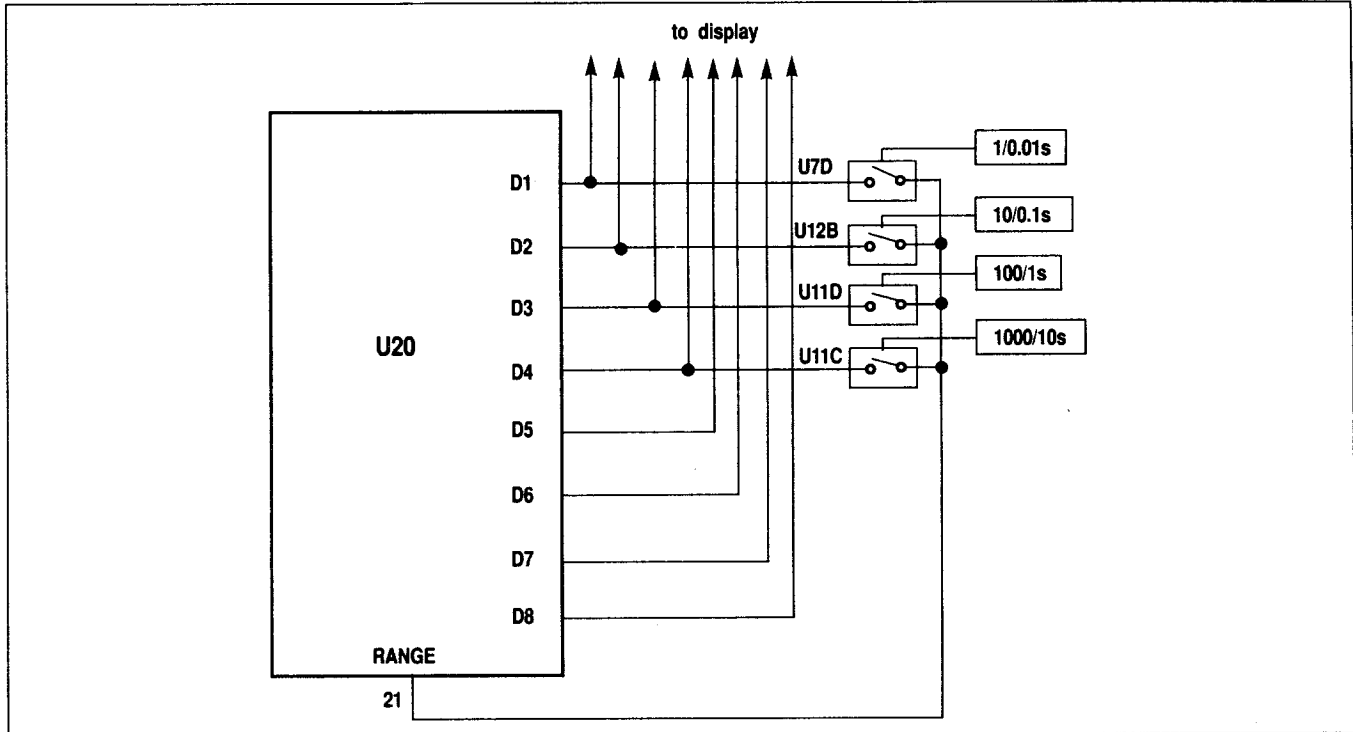 to display
1/0.01s
U7D
D1
10/0.1s
U12B
D2
100/1s
U11D
D3
U20
1000/10s
U11C
D4
D5
D6
D7
D8
RANGE
21